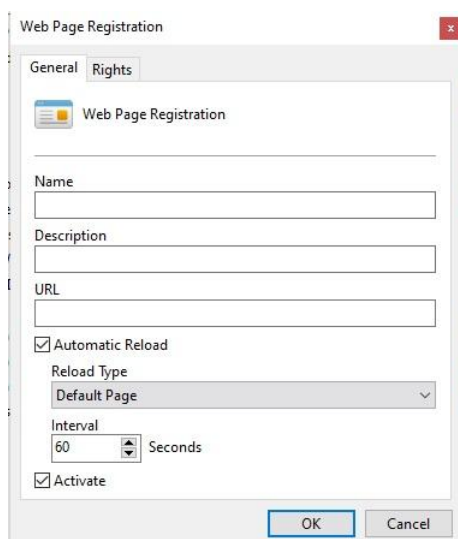 Web Page Registration
x
General Rights
Web Page Registration
Name
Description
URL
Automatic Reload
Reload Type
Default Page
Interval
60 Seconds
Activate
OK Cancel